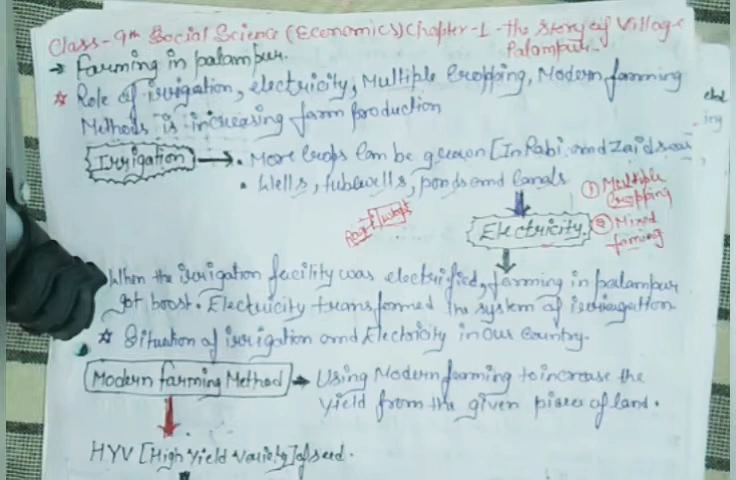 Class-9th Social Science (Economics) Chapter-1-the story of Village
Palampur-
→ Farming in palampur.
☆ Role of irrigation, electricity, Multiple Cropping, Modern farming
Methods is increasing farm production
Irrigation → • More Crops Can be grown [In Rabi and Zaid
• Wells, tubewells, ponds and Canals
① Multiple
cropping
Electricity
② Mixed
farming
When the irrigation facility was electrified, farming in palampur
got boost. Electricity transformed the system of irrigation
☆ Situation of irrigation and Electricity in our Country.
Modern farming Method → Using Modern farming to increase the
yield from the given pieces of land.
HYV [High Yield Variety] of seed.